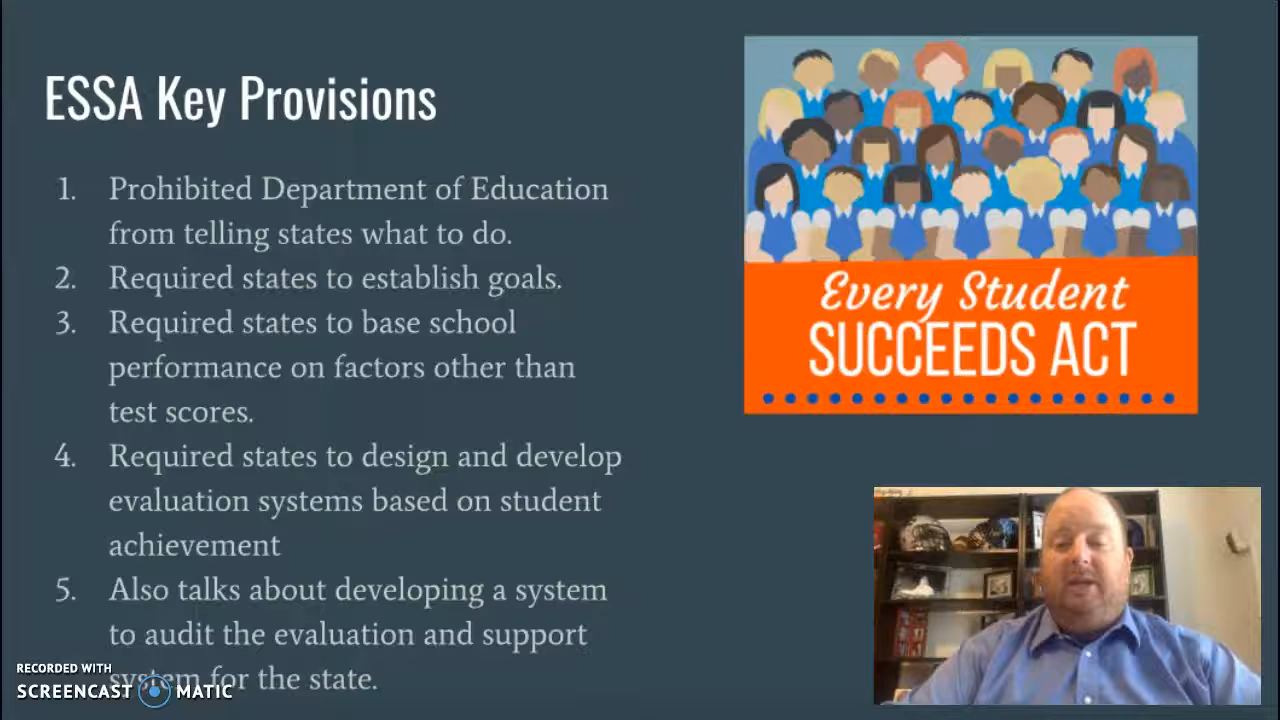 ESSA Key Provisions
1. Prohibited Department of Education
from telling states what to do.
2. Required states to establish goals.
3. Required states to base school
performance on factors other than
test scores.
4. Required states to design and develop
evaluation systems based on student
achievement
5. Also talks about developing a system
to audit the evaluation and support
system for the state.
Every Student
SUCCEEDS ACT
RECORDED WITH
SCREENCAST MATIC